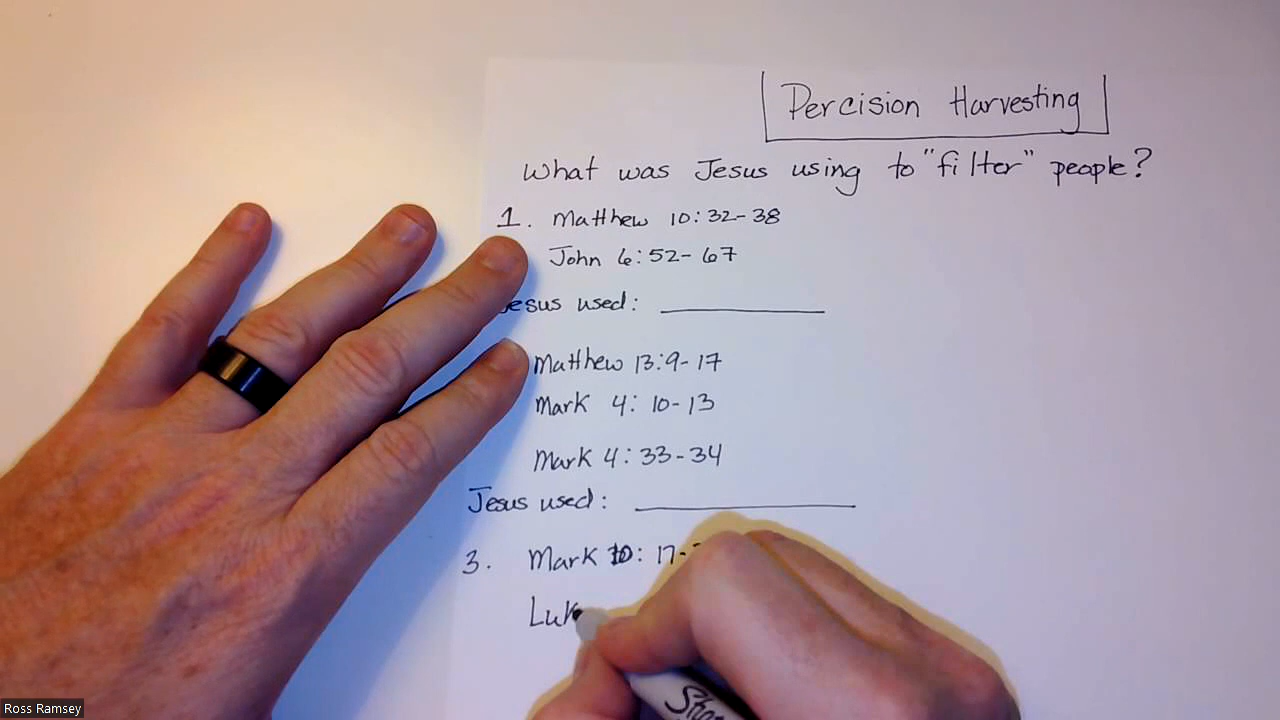 Percision Harvesting
What was Jesus using to "filter" people?
1. Matthew 10:32-38
John 6:52-67
Jesus used:
Matthew 13:9-17
Mark 4:10-13
Mark 4:33-34
Jesus used:
3. Mark 10:17-
Luk
Ross Ramsey